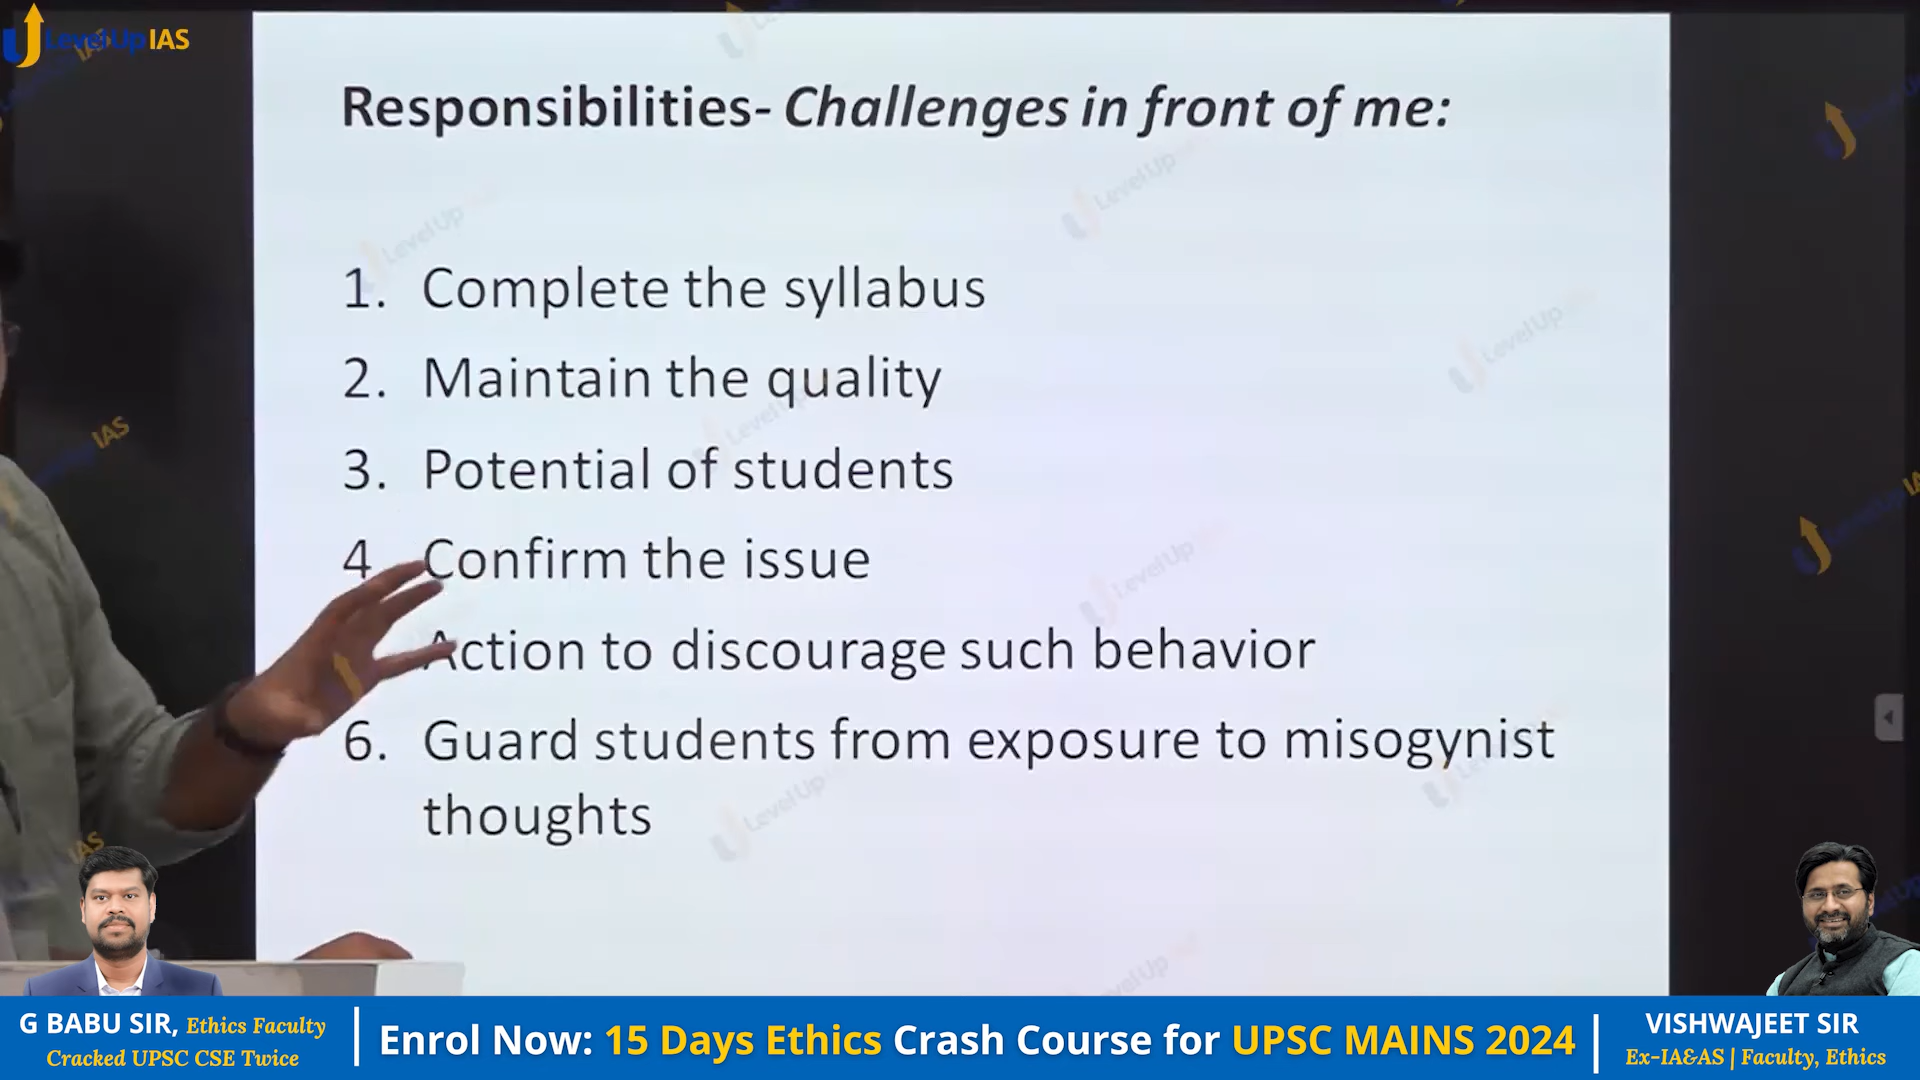 LevelUp IAS
Responsibilities- Challenges in front of me:
1. Complete the syllabus
2. Maintain the quality
3. Potential of students
4 Confirm the issue
Action to discourage such behavior
6. Guard students from exposure to misogynist
thoughts
G BABU SIR, Ethics Faculty
Cracked UPSC CSE Twice
Enrol Now: 15 Days Ethics Crash Course for UPSC MAINS 2024
VISHWAJEET SIR
Ex-IA&AS | Faculty, Ethics